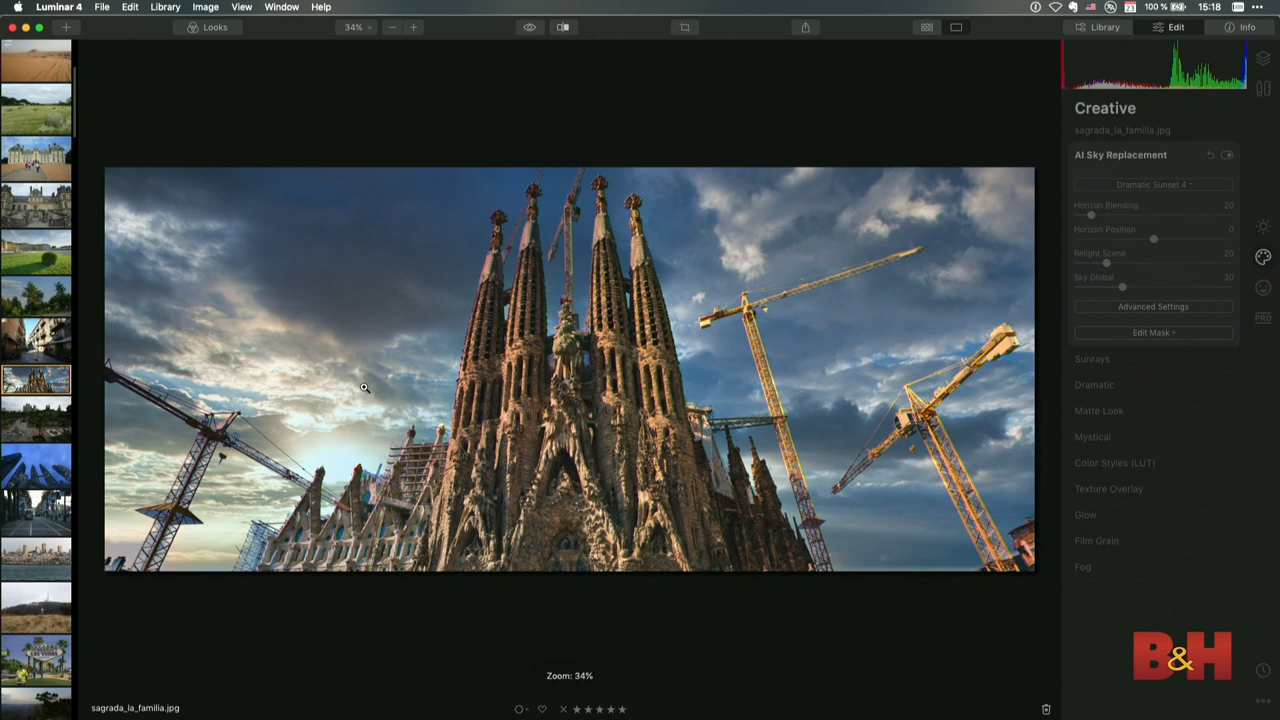 Luminar 4 File Edit Library Image View Window Help 23 100 % 15:18
Looks 34% Library Edit Info
Creative
sagrada_la_familia.jpg
AI Sky Replacement
Dramatic Sunset 4
Horizon Blending 20
Horizon Position 0
Relight Scene 20
Sky Global 30
Advanced Settings
Edit Mask
Sunrays
Dramatic
Matte Look
Mystical
Color Styles (LUT)
Texture Overlay
Glow
Film Grain
Fog
PRO
B&H
Zoom: 34%
sagrada_la_familia.jpg